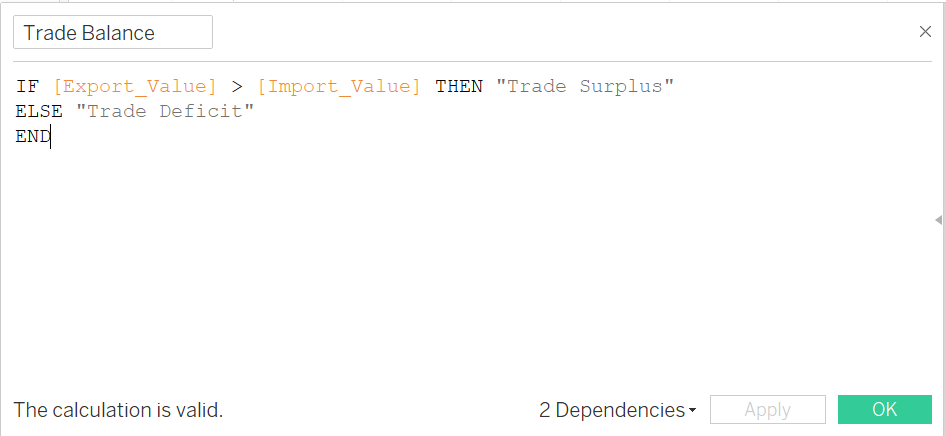 Trade Balance
IF [Export_Value] > [Import_Value] THEN "Trade Surplus"
ELSE "Trade Deficit"
END
The calculation is valid.
2 Dependencies
Apply
OK